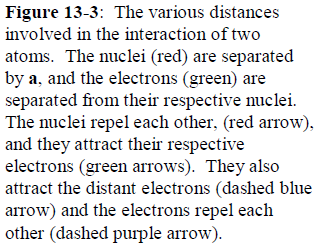 Figure 13-3:  The various distances
involved in the interaction of two
atoms.  The nuclei (red) are separated
by a, and the electrons (green) are
separated from their respective nuclei.
The nuclei repel each other, (red arrow),
and they attract their respective
electrons (green arrows).  They also
attract the distant electrons (dashed blue
arrow) and the electrons repel each
other (dashed purple arrow).